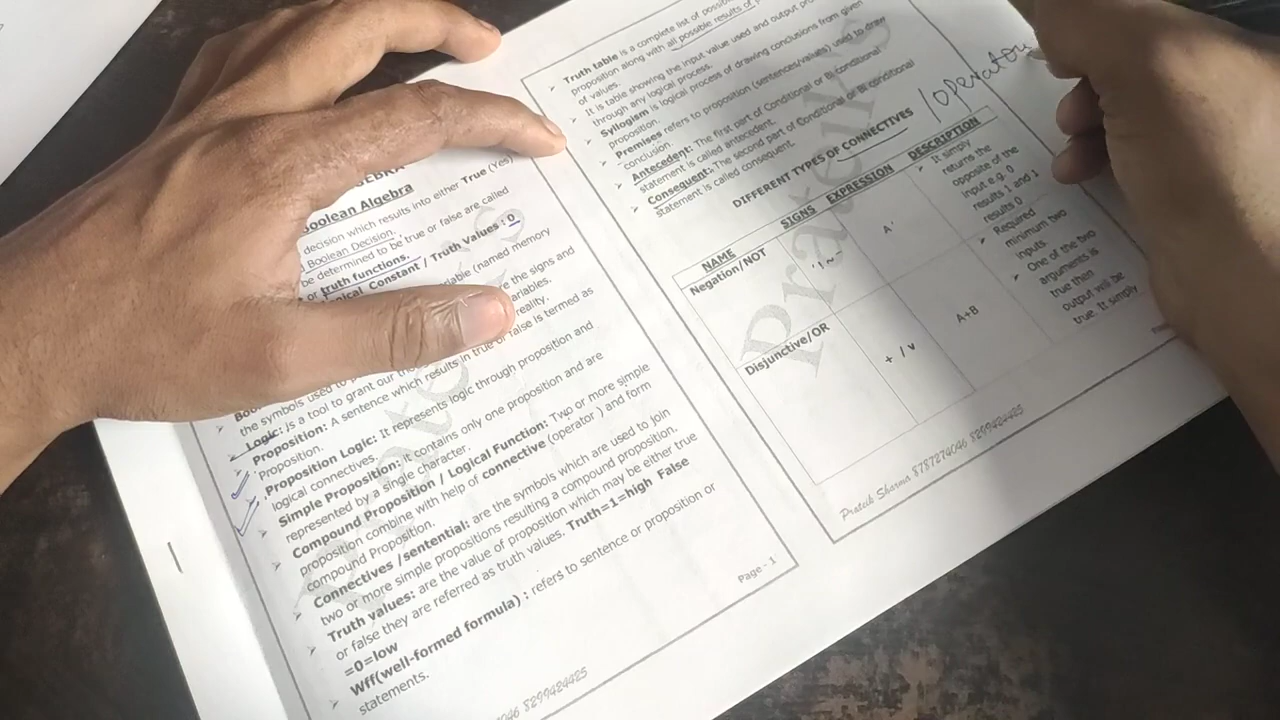 EBRA
Boolean Algebra
decision which results into either True (Yes)
Boolean Decision.
be determined to be true or false are called
or truth functions.
Constant / Truth Values : 0
(named memory
the signs and
ariables.
reality.
false is termed as
the symbols used to
Logic: Is a tool to grant our
Proposition: A sentence which results in true or
Proposition.
Proposition Logic: It represents logic through proposition and
logical connectives.
Simple Proposition: it contains only one proposition and are
represented by a single character.
Compound Proposition / Logical Function: Two or more simple
proposition combine with help of connective (operator ) and form
compound Proposition.
Connectives /sentential: are the symbols which are used to join
two or more simple propositions resulting a compound proposition.
Truth values: are the value of proposition which may be either true
or false they are referred as truth values. Truth=1=high False
=0=low
Wff(well-formed formula) : refers to sentence or proposition or
statements.
Page - 1
046 8299424425
Truth table is a complete list of possible
proposition along with all possible results of
of values.
It is table showing the input value used and output
through any logical process.
Syllogism is logical process of drawing conclusions from given
proposition.
Premises refers to proposition (sentences/values) used to draw
conclusion.
Antecedent: The first part of Conditional or Bi conditional
statement is called antecedent.
Consequent: The second part of Conditional or Bi conditional
statement is called consequent.
DIFFERENT TYPES OF CONNECTIVES /operator
NAME SIGNS EXPRESSION DESCRIPTION
Negation/NOT
A'
It simply
returns the
opposite of the
input e.g. 0
results 1 and 1
results 0
Disjunctive/OR
+ / v
A+B
Required
minimum two
inputs.
One of the two
arguments is
true then
output will be
true. It simply
Prateik Sharma 8787274046 8299424425